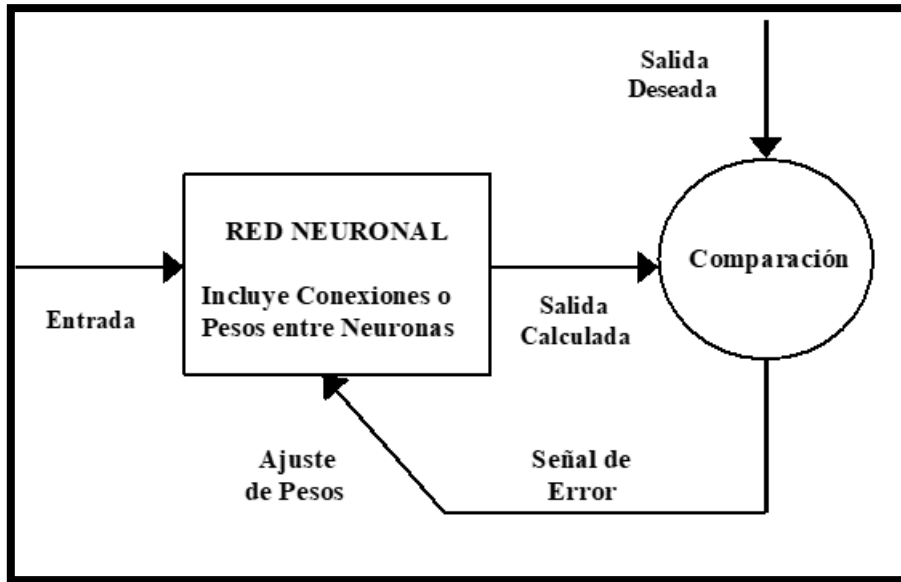 Salida
Deseada
RED NEURONAL
Incluye Conexiones o
Pesos entre Neuronas
Comparación
Entrada
Salida
Calculada
Ajuste
de Pesos
Señal de
Error